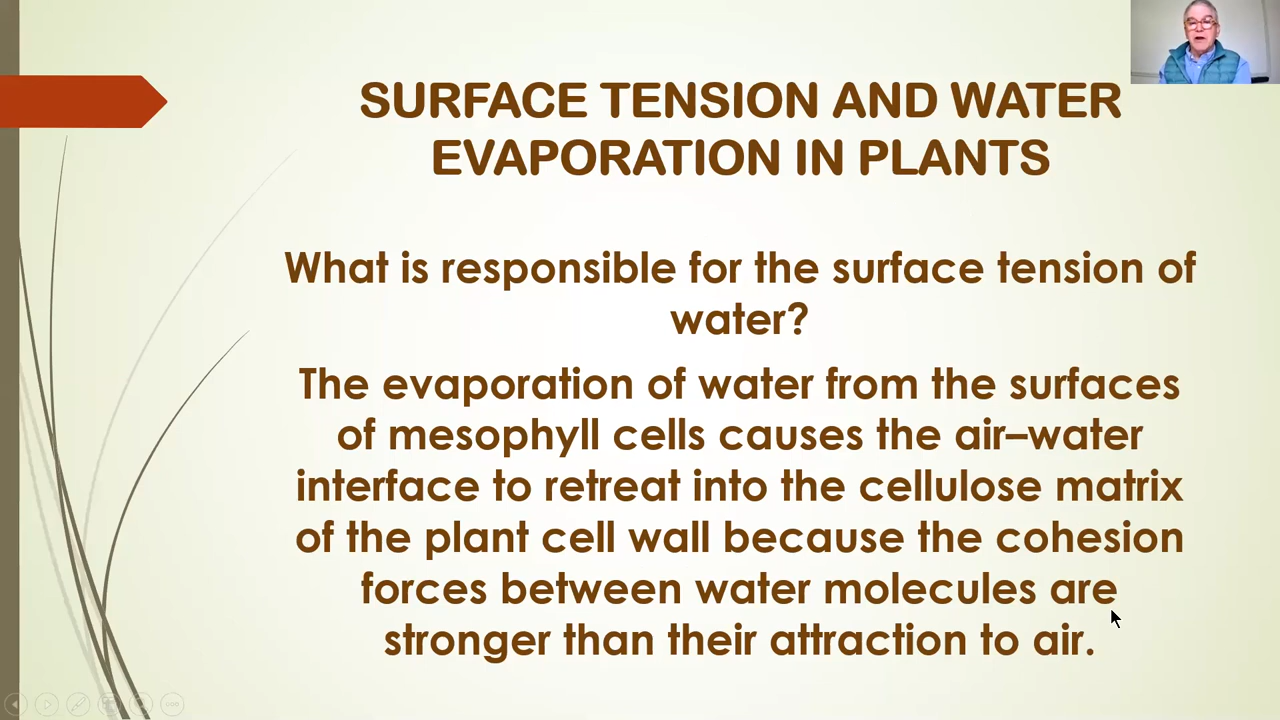 SURFACE TENSION AND WATER
EVAPORATION IN PLANTS
What is responsible for the surface tension of
water?
The evaporation of water from the surfaces
of mesophyll cells causes the air–water
interface to retreat into the cellulose matrix
of the plant cell wall because the cohesion
forces between water molecules are
stronger than their attraction to air.